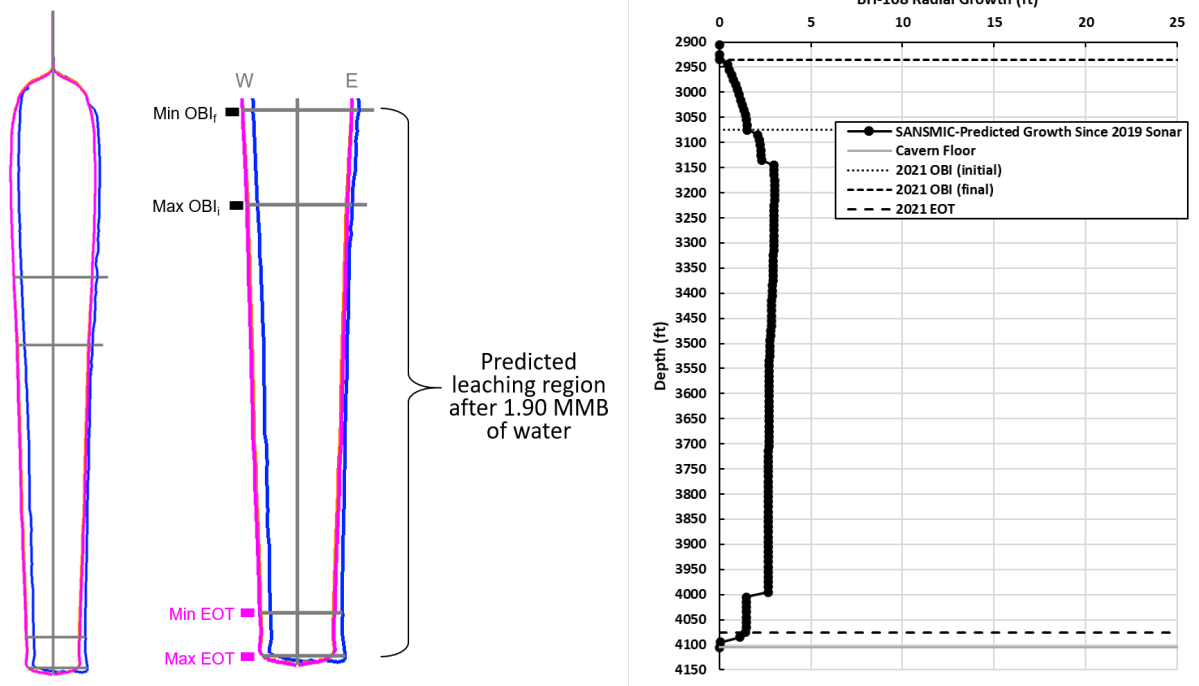 W
E
Min OBIf
Max OBIi
Predicted
leaching region
after 1.90 MMB
of water
Min EOT
Max EOT
BH-108 Radial Growth (ft)
0 5 10 15 20 25
Depth (ft)
2900
2950
3000
3050
3100
3150
3200
3250
3300
3350
3400
3450
3500
3550
3600
3650
3700
3750
3800
3850
3900
3950
4000
4050
4100
4150
SANSMIC-Predicted Growth Since 2019 Sonar
Cavern Floor
2021 OBI (initial)
2021 OBI (final)
2021 EOT